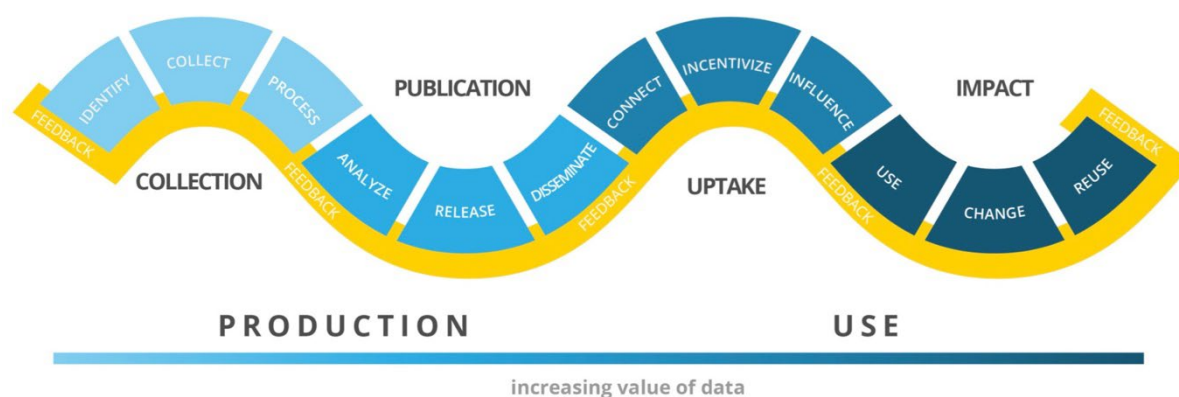 IDENTIFY
COLLECT
PROCESS
FEEDBACK
COLLECTION
PUBLICATION
FEEDBACK
ANALYZE
RELEASE
DISSEMINATE
FEEDBACK
CONNECT
INCENTIVIZE
INFLUENCE
UPTAKE
IMPACT
FEEDBACK
USE
CHANGE
REUSE
FEEDBACK
PRODUCTION
USE
increasing value of data